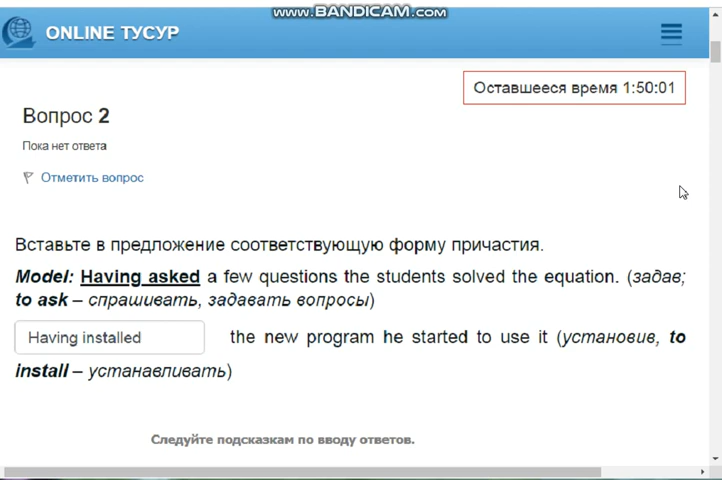 www.BANDICAM.com
ONLINE ТУСУР
Оставшееся время 1:50:01
Вопрос 2
Пока нет ответа
Отметить вопрос
Вставьте в предложение соответствующую форму причастия.
Model: Having asked a few questions the students solved the equation. (задав;
to ask – спрашивать, задавать вопросы)
Having installed the new program he started to use it (установив, to
install – устанавливать)
Следуйте подсказкам по вводу ответов.